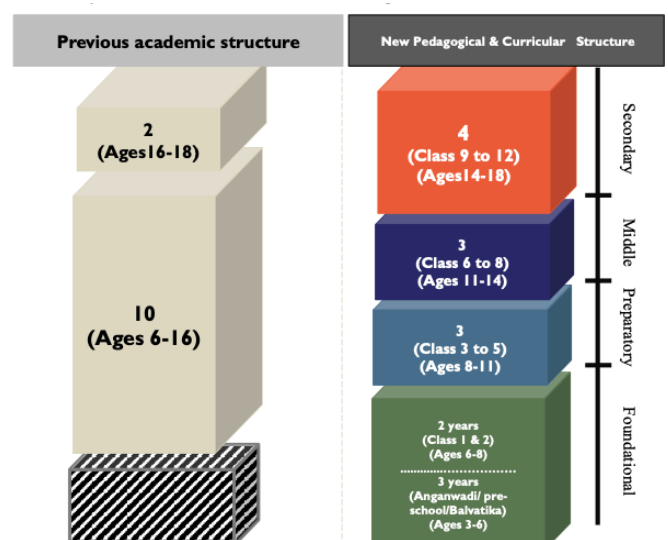 Previous academic structure
New Pedagogical & Curricular Structure
2
(Ages16-18)
10
(Ages 6-16)
4
(Class 9 to 12)
(Ages14-18)
3
(Class 6 to 8)
(Ages 11-14)
3
(Class 3 to 5)
(Ages 8-11)
2 years
(Class 1 & 2)
(Ages 6-8)
3 years
(Anganwadi/ pre-
school/Balvatika)
(Ages 3-6)
Secondary
Middle
Preparatory
Foundational